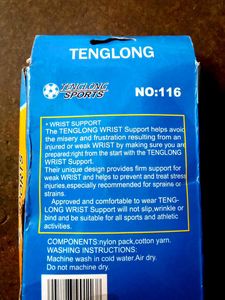 TENGLONG
TENGLONG
SPORTS
NO:116
• WRIST SUPPORT
The TENGLONG WRIST Support helps avoid
the misery and frustration resulting from an
injured or weak WRIST by making sure you are
prepared:right from the start with the TENGLONG
WRIST Support.
Their unique design provides firm support for
weak WRIST and helps to prevent and treat stress
injuries,especially recommended for sprains or
strains.
Approved and comfortable to wear TENG-
LONG WRIST Support will not slip,wrinkle or
bind and be suitable for all sports and athletic
activities.
COMPONENTS:nylon pack,cotton yarn.
WASHING INSTRUCTIONS:
Machine wash in cold water.Air dry.
Do not machine dry.